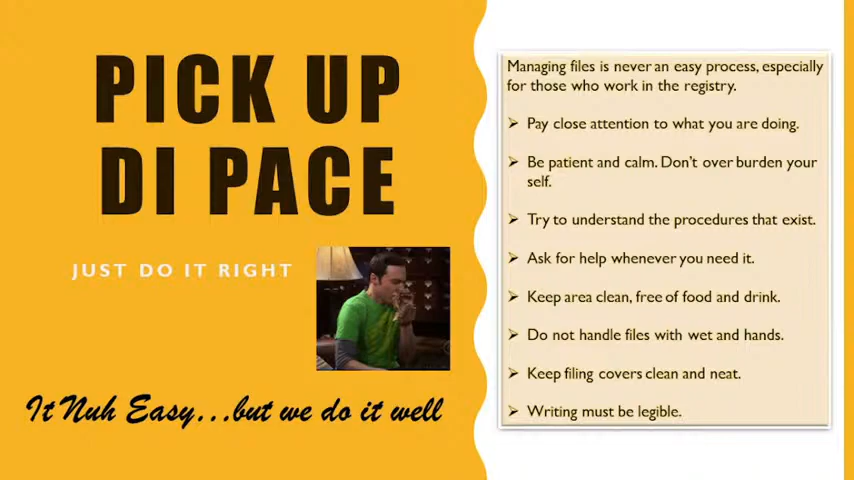 PICK UP
DI PACE
JUST DO IT RIGHT
It Nuh Easy...but we do it well
Managing files is never an easy process, especially
for those who work in the registry.
➢ Pay close attention to what you are doing.
➢ Be patient and calm. Don't over burden your
self.
➢ Try to understand the procedures that exist.
➢ Ask for help whenever you need it.
➢ Keep area clean, free of food and drink.
➢ Do not handle files with wet and hands.
➢ Keep filing covers clean and neat.
➢ Writing must be legible.